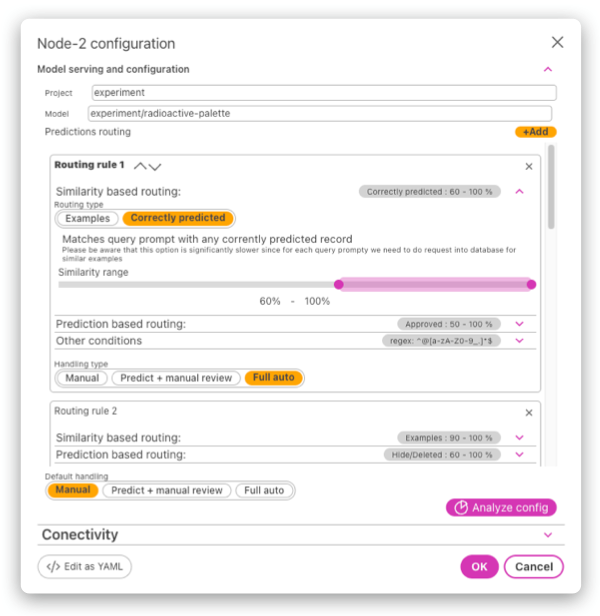 Node-2 configuration
Model serving and configuration
Project experiment
Model experiment/radioactive-palette
Predictions routing +Add
Routing rule 1
Similarity based routing: Correctly predicted : 60 - 100 %
Routing type
Examples Correctly predicted
Matches query prompt with any corrently predicted record
Please be aware that this option is significantly slower since for each query prompty we need to do request into database for
similar examples
Similarity range
60% - 100%
Prediction based routing: Approved : 50 - 100 %
Other conditions regex: ^@[a-zA-Z0-9_.]*$
Handling type
Manual Predict + manual review Full auto
Routing rule 2
Similarity based routing: Examples : 90 - 100 %
Prediction based routing: Hide/Deleted : 60 - 100 %
Default handling
Manual Predict + manual review Full auto
Analyze config
Conectivity
</> Edit as YAML OK Cancel